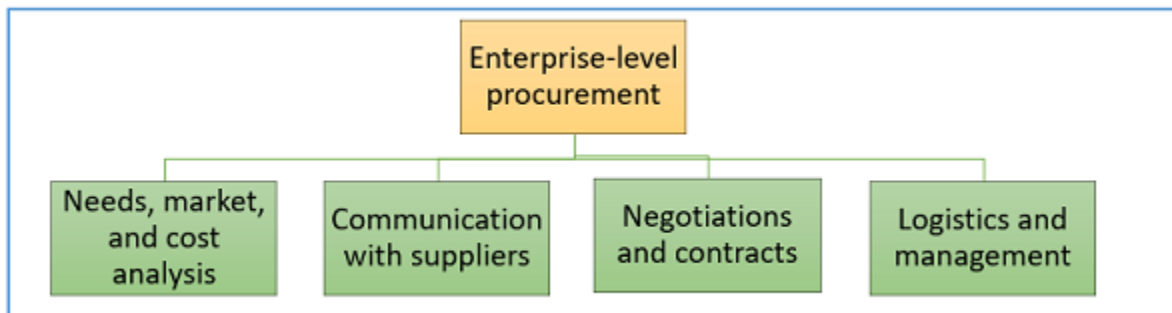 Enterprise-level
procurement
Needs, market,
and cost
analysis
Communication
with suppliers
Negotiations
and contracts
Logistics and
management